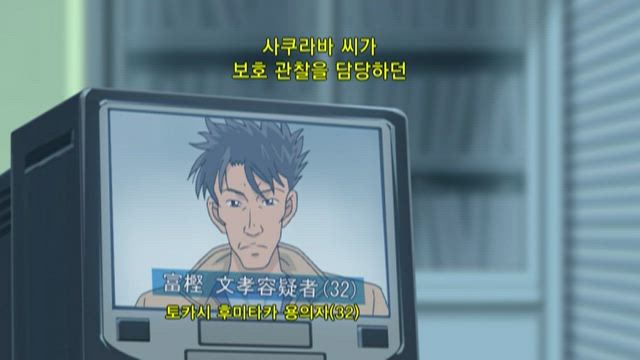 사쿠라바 씨가
보호 관찰을 담당하던
富樫 文孝容疑者(32)
토카시 후미타카 용의자(32)